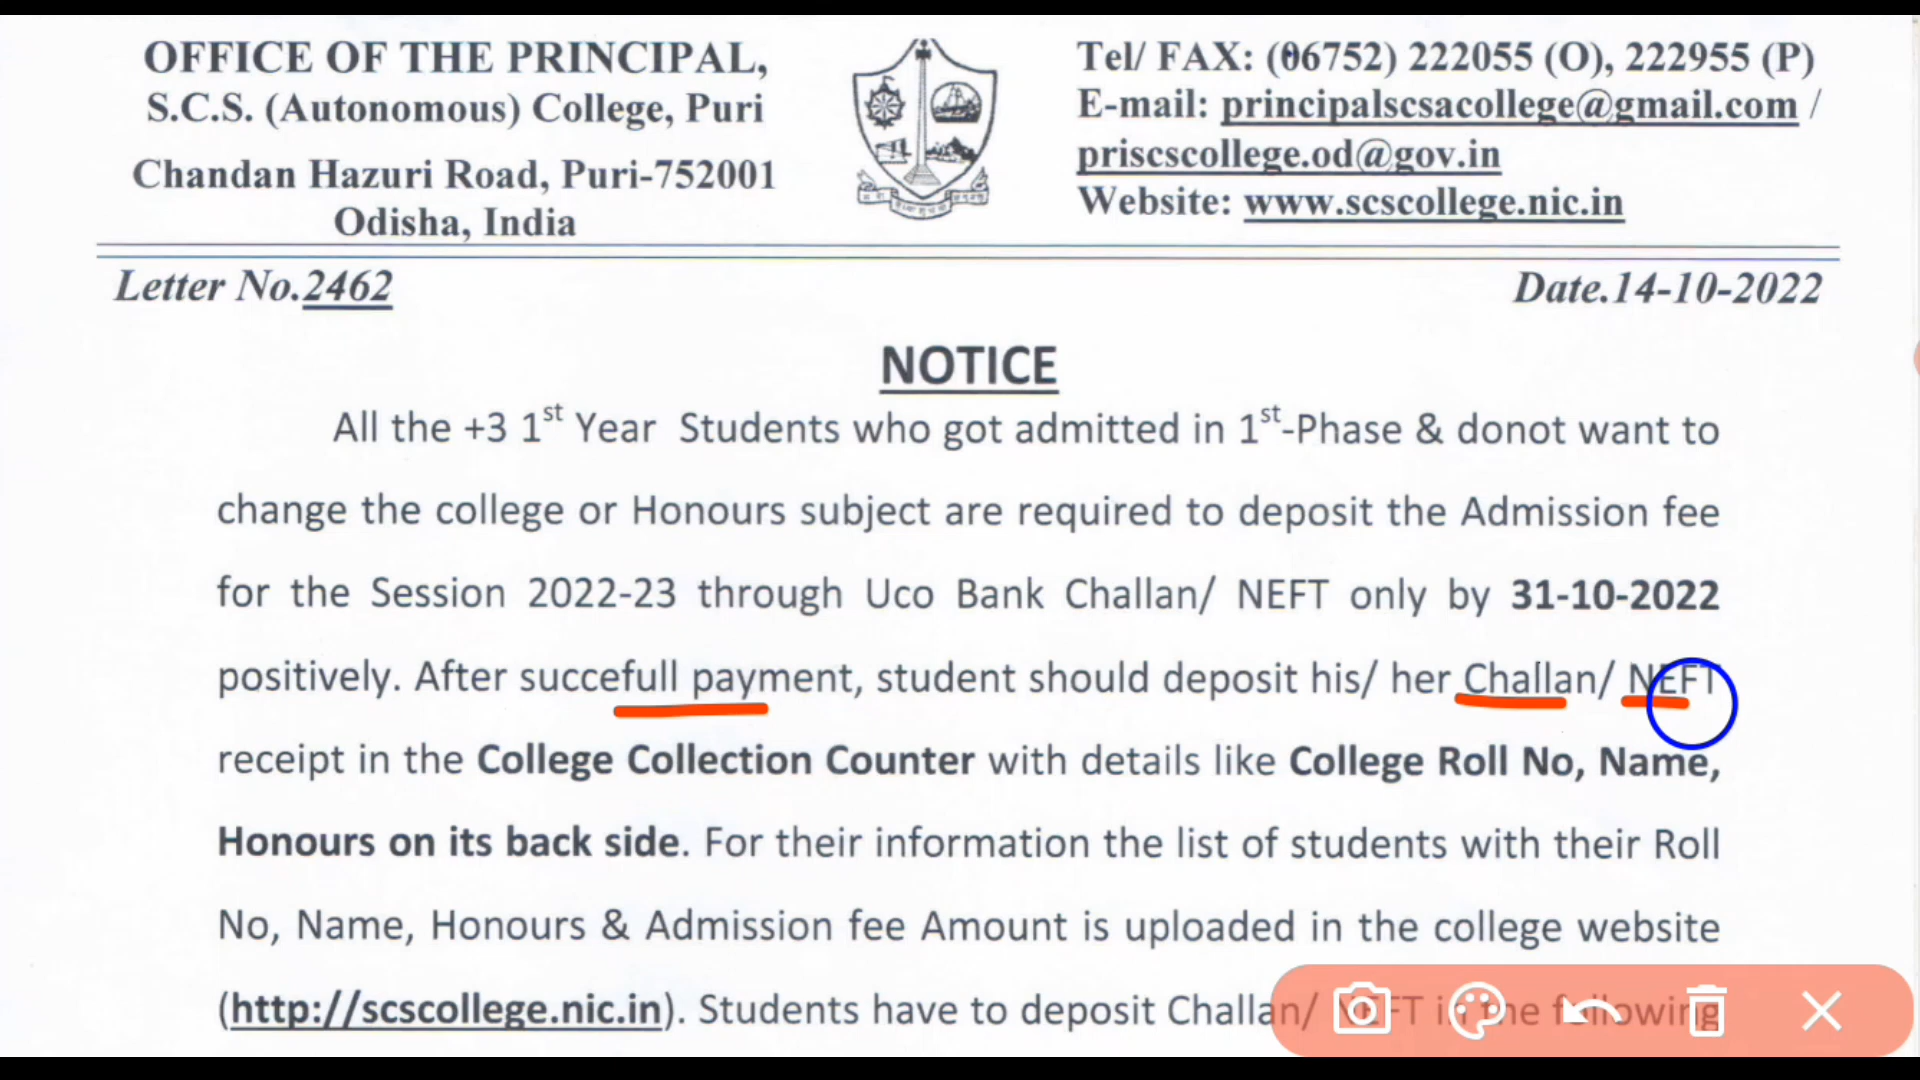 OFFICE OF THE PRINCIPAL,
S.C.S. (Autonomous) College, Puri
Chandan Hazuri Road, Puri-752001
Odisha, India
Tel/ FAX: (06752) 222055 (O), 222955 (P)
E-mail: principalscsacollege@gmail.com /
priscscollege.od@gov.in
Website: www.scscollege.nic.in
Letter No.2462
Date.14-10-2022
NOTICE
All the +3 1st Year Students who got admitted in 1st-Phase & donot want to
change the college or Honours subject are required to deposit the Admission fee
for the Session 2022-23 through Uco Bank Challan/ NEFT only by 31-10-2022
positively. After succefull payment, student should deposit his/ her Challan/ NEFT
receipt in the College Collection Counter with details like College Roll No, Name,
Honours on its back side. For their information the list of students with their Roll
No, Name, Honours & Admission fee Amount is uploaded in the college website
(http://scscollege.nic.in). Students have to deposit Challan/ NEFT in the following